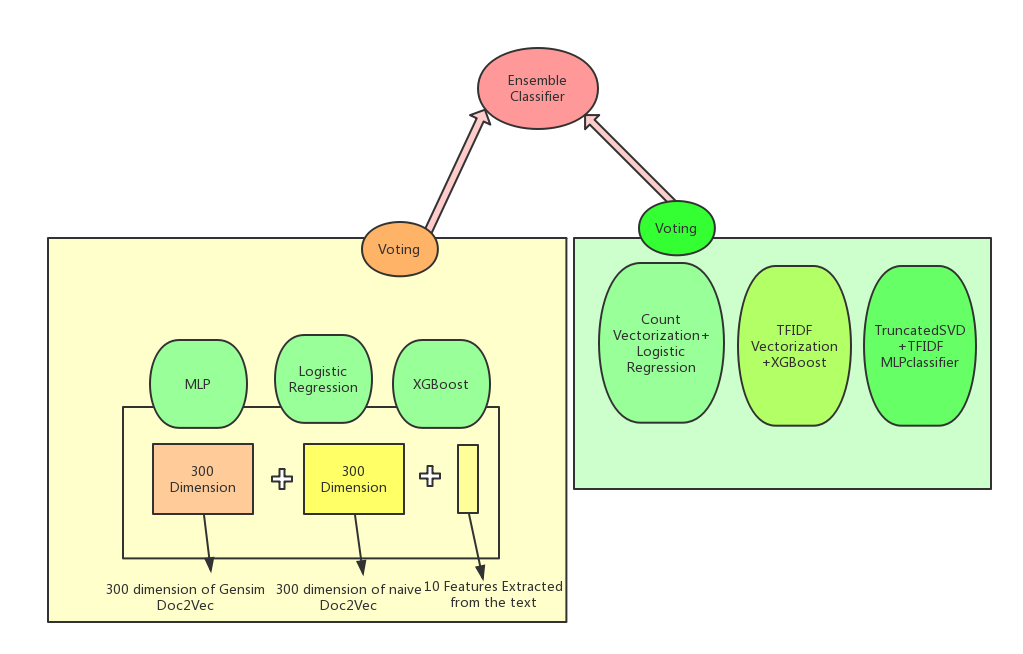 Ensemble
Classifier
Voting
Voting
Count
Vectorization+
Logistic
Regression
TFIDF
Vectorization
+XGBoost
TruncatedSVD
+TFIDF
MLPclassifier
MLP
Logistic
Regression
XGBoost
300
Dimension
300
Dimension
300 dimension of Gensim
Doc2Vec
300 dimension of naive
Doc2Vec
10 Features Extracted
from the text